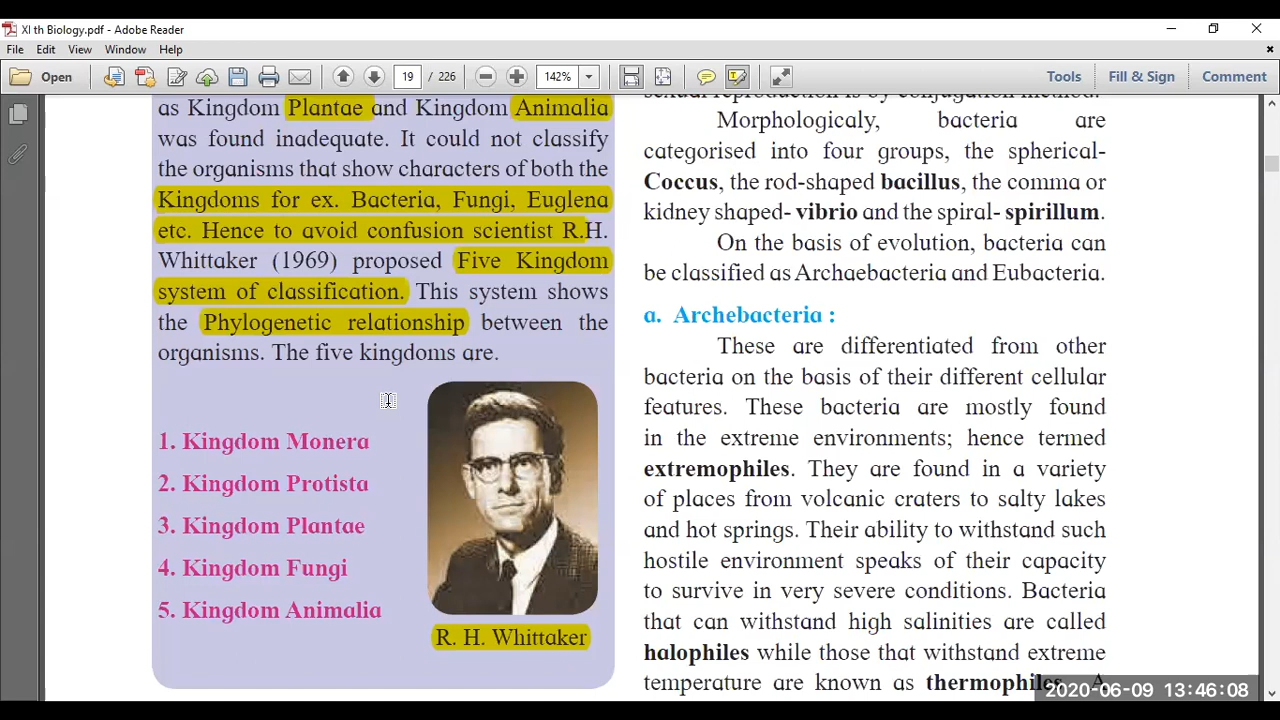 XI th Biology.pdf - Adobe Reader
File Edit View Window Help
Open 19 / 226 142% Tools Fill & Sign Comment
as Kingdom Plantae and Kingdom Animalia
was found inadequate. It could not classify
the organisms that show characters of both the
Kingdoms for ex. Bacteria, Fungi, Euglena
etc. Hence to avoid confusion scientist R.H.
Whittaker (1969) proposed Five Kingdom
system of classification. This system shows
the Phylogenetic relationship between the
organisms. The five kingdoms are.
1. Kingdom Monera
2. Kingdom Protista
3. Kingdom Plantae
4. Kingdom Fungi
5. Kingdom Animalia
R. H. Whittaker
sexual reproduction is by conjugation method.
Morphologicaly, bacteria are
categorised into four groups, the spherical-
Coccus, the rod-shaped bacillus, the comma or
kidney shaped- vibrio and the spiral- spirillum.
On the basis of evolution, bacteria can
be classified as Archaebacteria and Eubacteria.
a. Archebacteria :
These are differentiated from other
bacteria on the basis of their different cellular
features. These bacteria are mostly found
in the extreme environments; hence termed
extremophiles. They are found in a variety
of places from volcanic craters to salty lakes
and hot springs. Their ability to withstand such
hostile environment speaks of their capacity
to survive in very severe conditions. Bacteria
that can withstand high salinities are called
halophiles while those that withstand extreme
temperature are known as thermophiles. A
2020-06-09 13:46:08